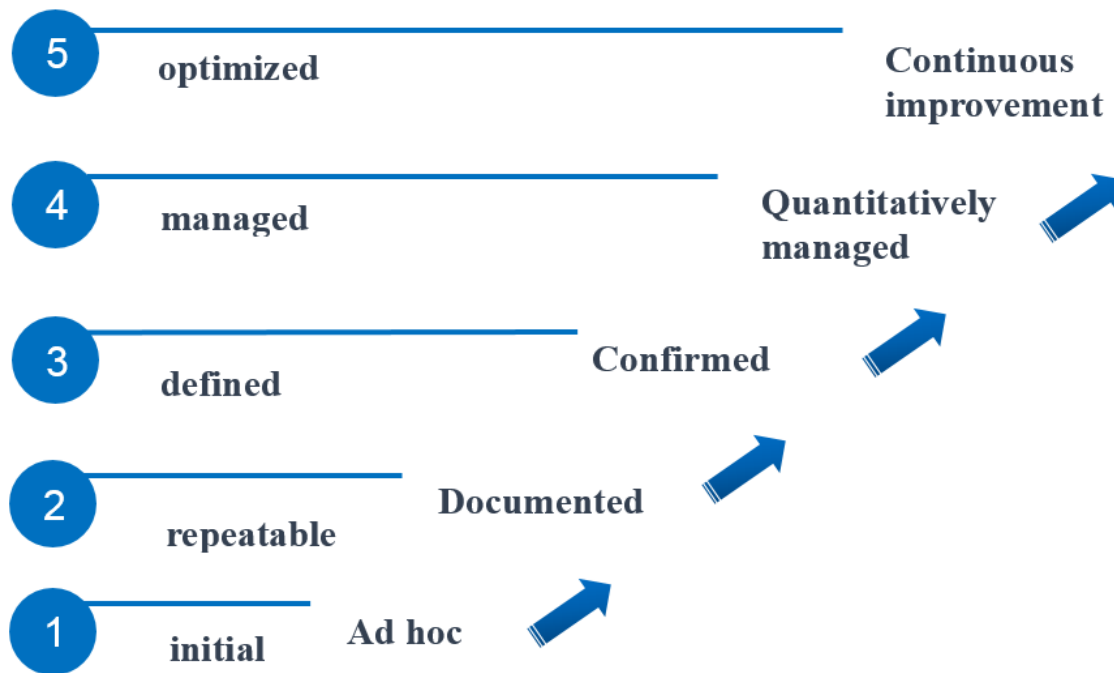 5
optimized
Continuous
improvement
4
managed
Quantitatively
managed
3
defined
Confirmed
2
repeatable
Documented
1
initial
Ad hoc